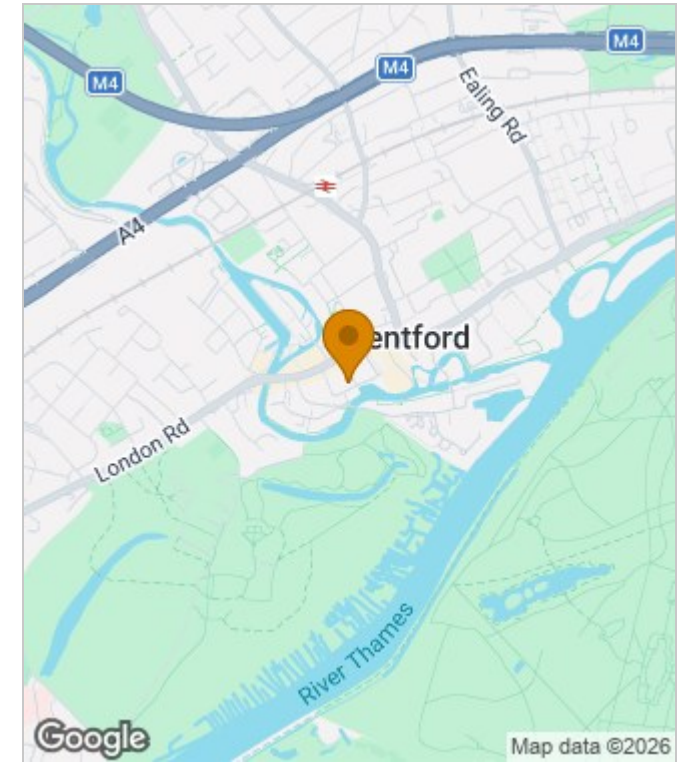 M4
M4
M4
Ealing Rd
A4
entford
London Rd
River Thames
Google
Map data ©2026